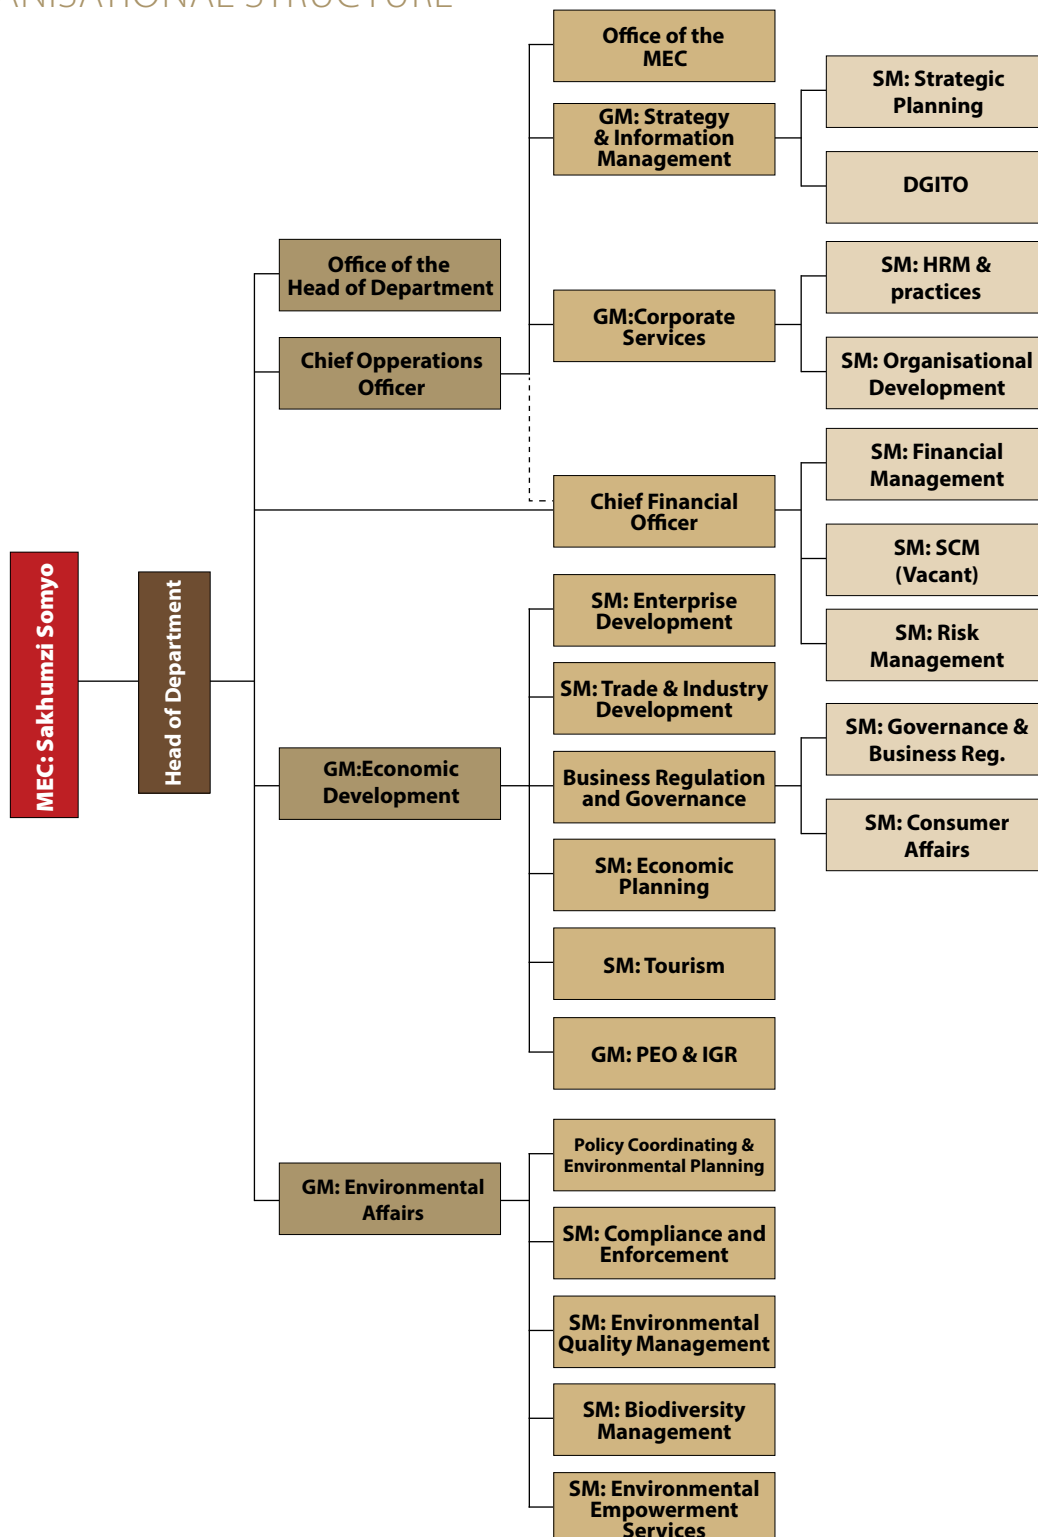 ANISATIONAL STRUCTURE
Office of the
MEC
GM: Strategy
& Information
Management
SM: Strategic
Planning
DGITO
Office of the
Head of Department
Chief Opperations
Officer
GM:Corporate
Services
SM: HRM &
practices
SM: Organisational
Development
Chief Financial
Officer
SM: Financial
Management
SM: SCM
(Vacant)
SM: Risk
Management
MEC: Sakhumzi Somyo
Head of Department
GM:Economic
Development
SM: Enterprise
Development
SM: Trade & Industry
Development
Business Regulation
and Governance
SM: Governance &
Business Reg.
SM: Consumer
Affairs
SM: Economic
Planning
SM: Tourism
GM: PEO & IGR
GM: Environmental
Affairs
Policy Coordinating &
Environmental Planning
SM: Compliance and
Enforcement
SM: Environmental
Quality Management
SM: Biodiversity
Management
SM: Environmental
Empowerment
Services